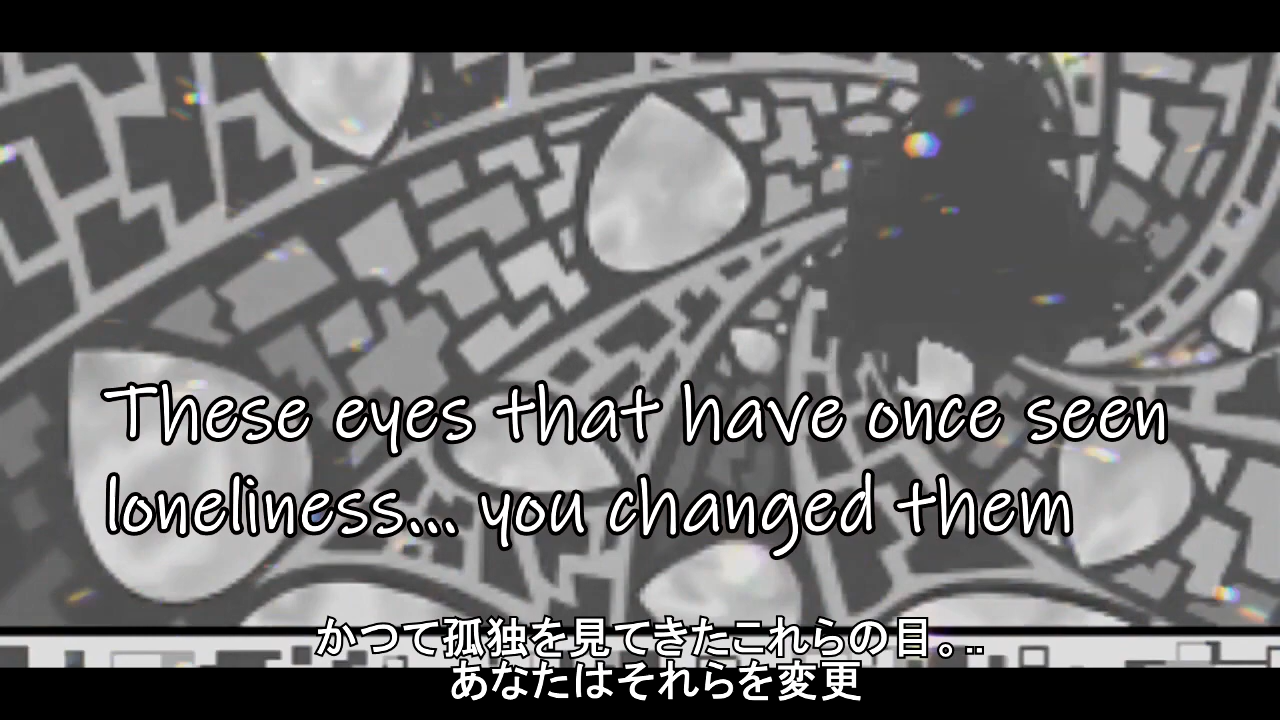 These eyes that have once seen
loneliness... you changed them
かつて孤独を見てきたこれらの目。..
あなたはそれらを変更